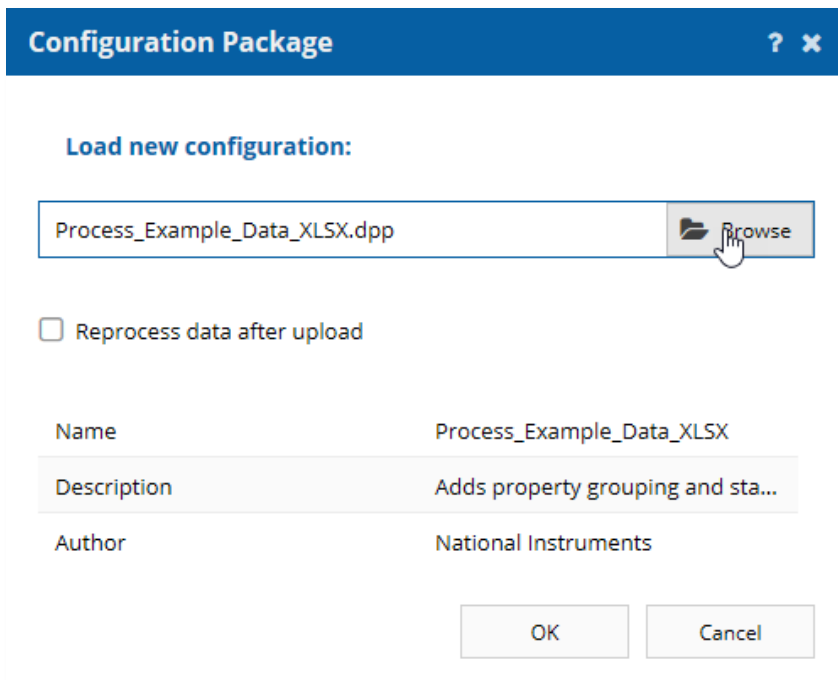 Configuration Package ?
Load new configuration:
Process_Example_Data_XLSX.dpp Browse
Reprocess data after upload
Name Process_Example_Data_XLSX
Description Adds property grouping and sta...
Author National Instruments
OK Cancel